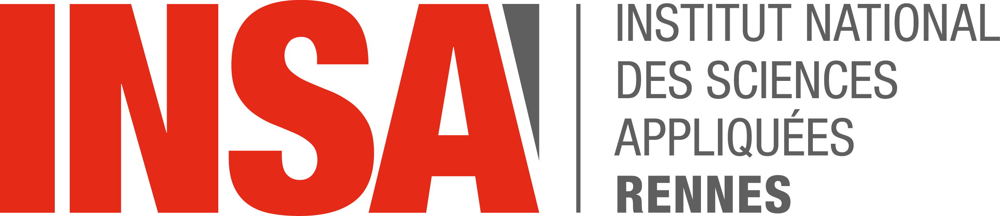 INSA
INSTITUT NATIONAL
DES SCIENCES
APPLIQUÉES
RENNES